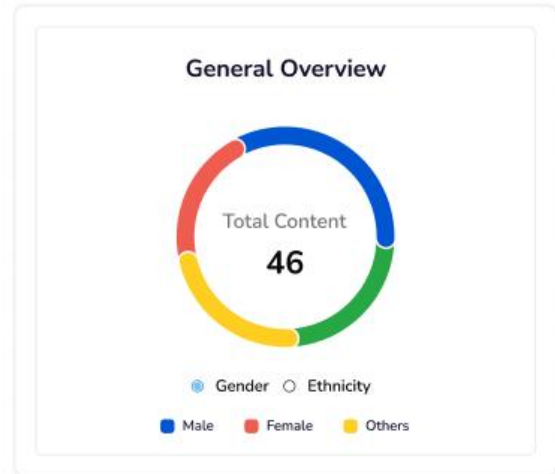 General Overview
Total Content
46
Gender Ethnicity
Male Female Others